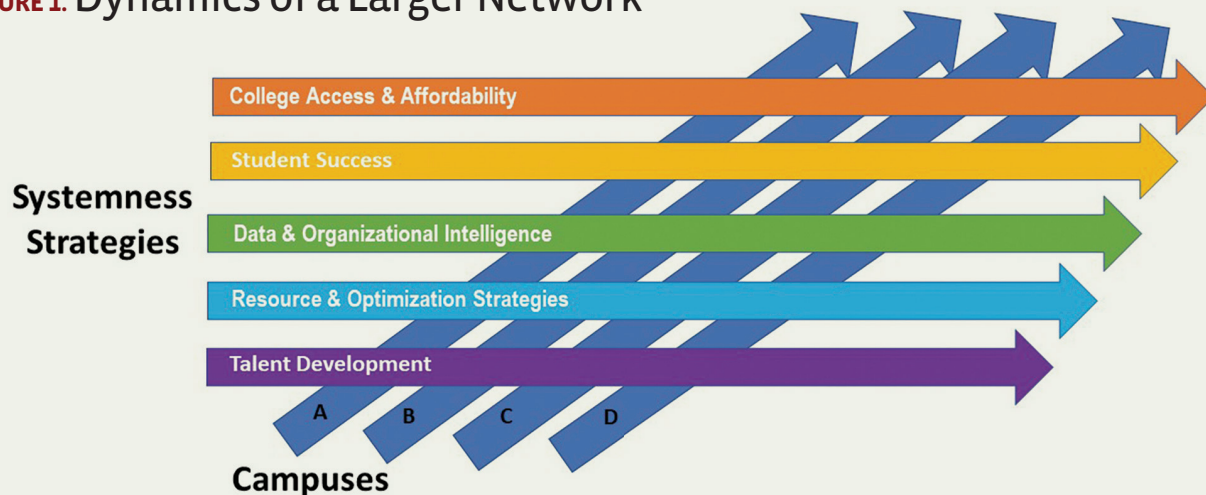 URE 1. Dynamics of a Larger Network
College Access & Affordability
Student Success
Systemness
Strategies
Data & Organizational Intelligence
Resource & Optimization Strategies
Talent Development
A B C D
Campuses